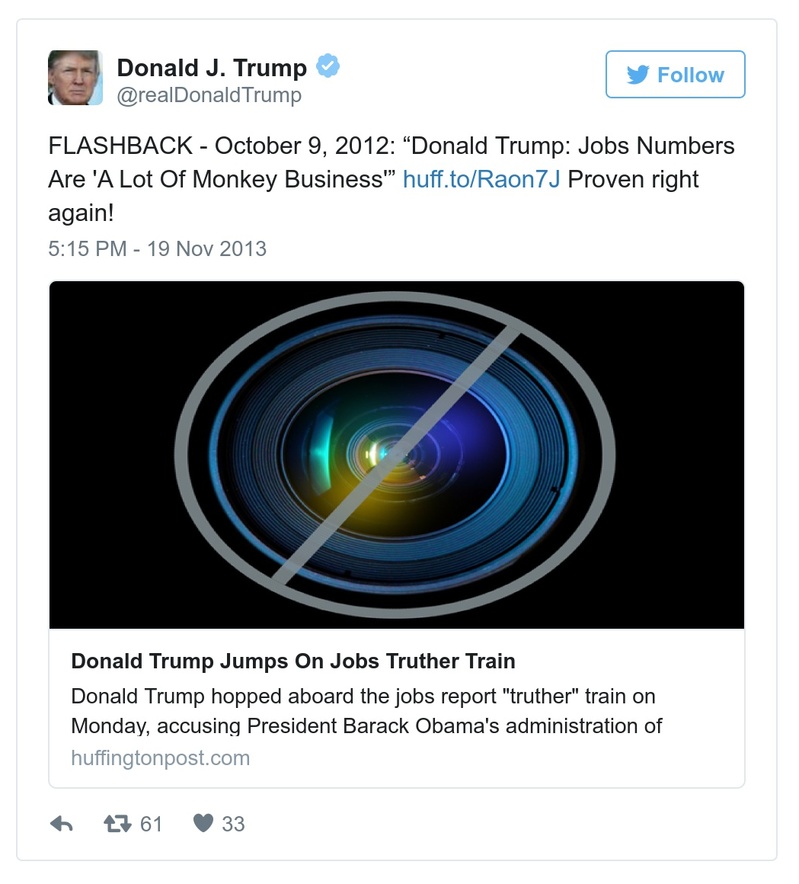 Donald J. Trump
@realDonaldTrump
Follow
FLASHBACK - October 9, 2012: “Donald Trump: Jobs Numbers
Are 'A Lot Of Monkey Business'” huff.to/Raon7J Proven right
again!
5:15 PM - 19 Nov 2013
Donald Trump Jumps On Jobs Truther Train
Donald Trump hopped aboard the jobs report "truther" train on
Monday, accusing President Barack Obama's administration of
huffingtonpost.com
61
33